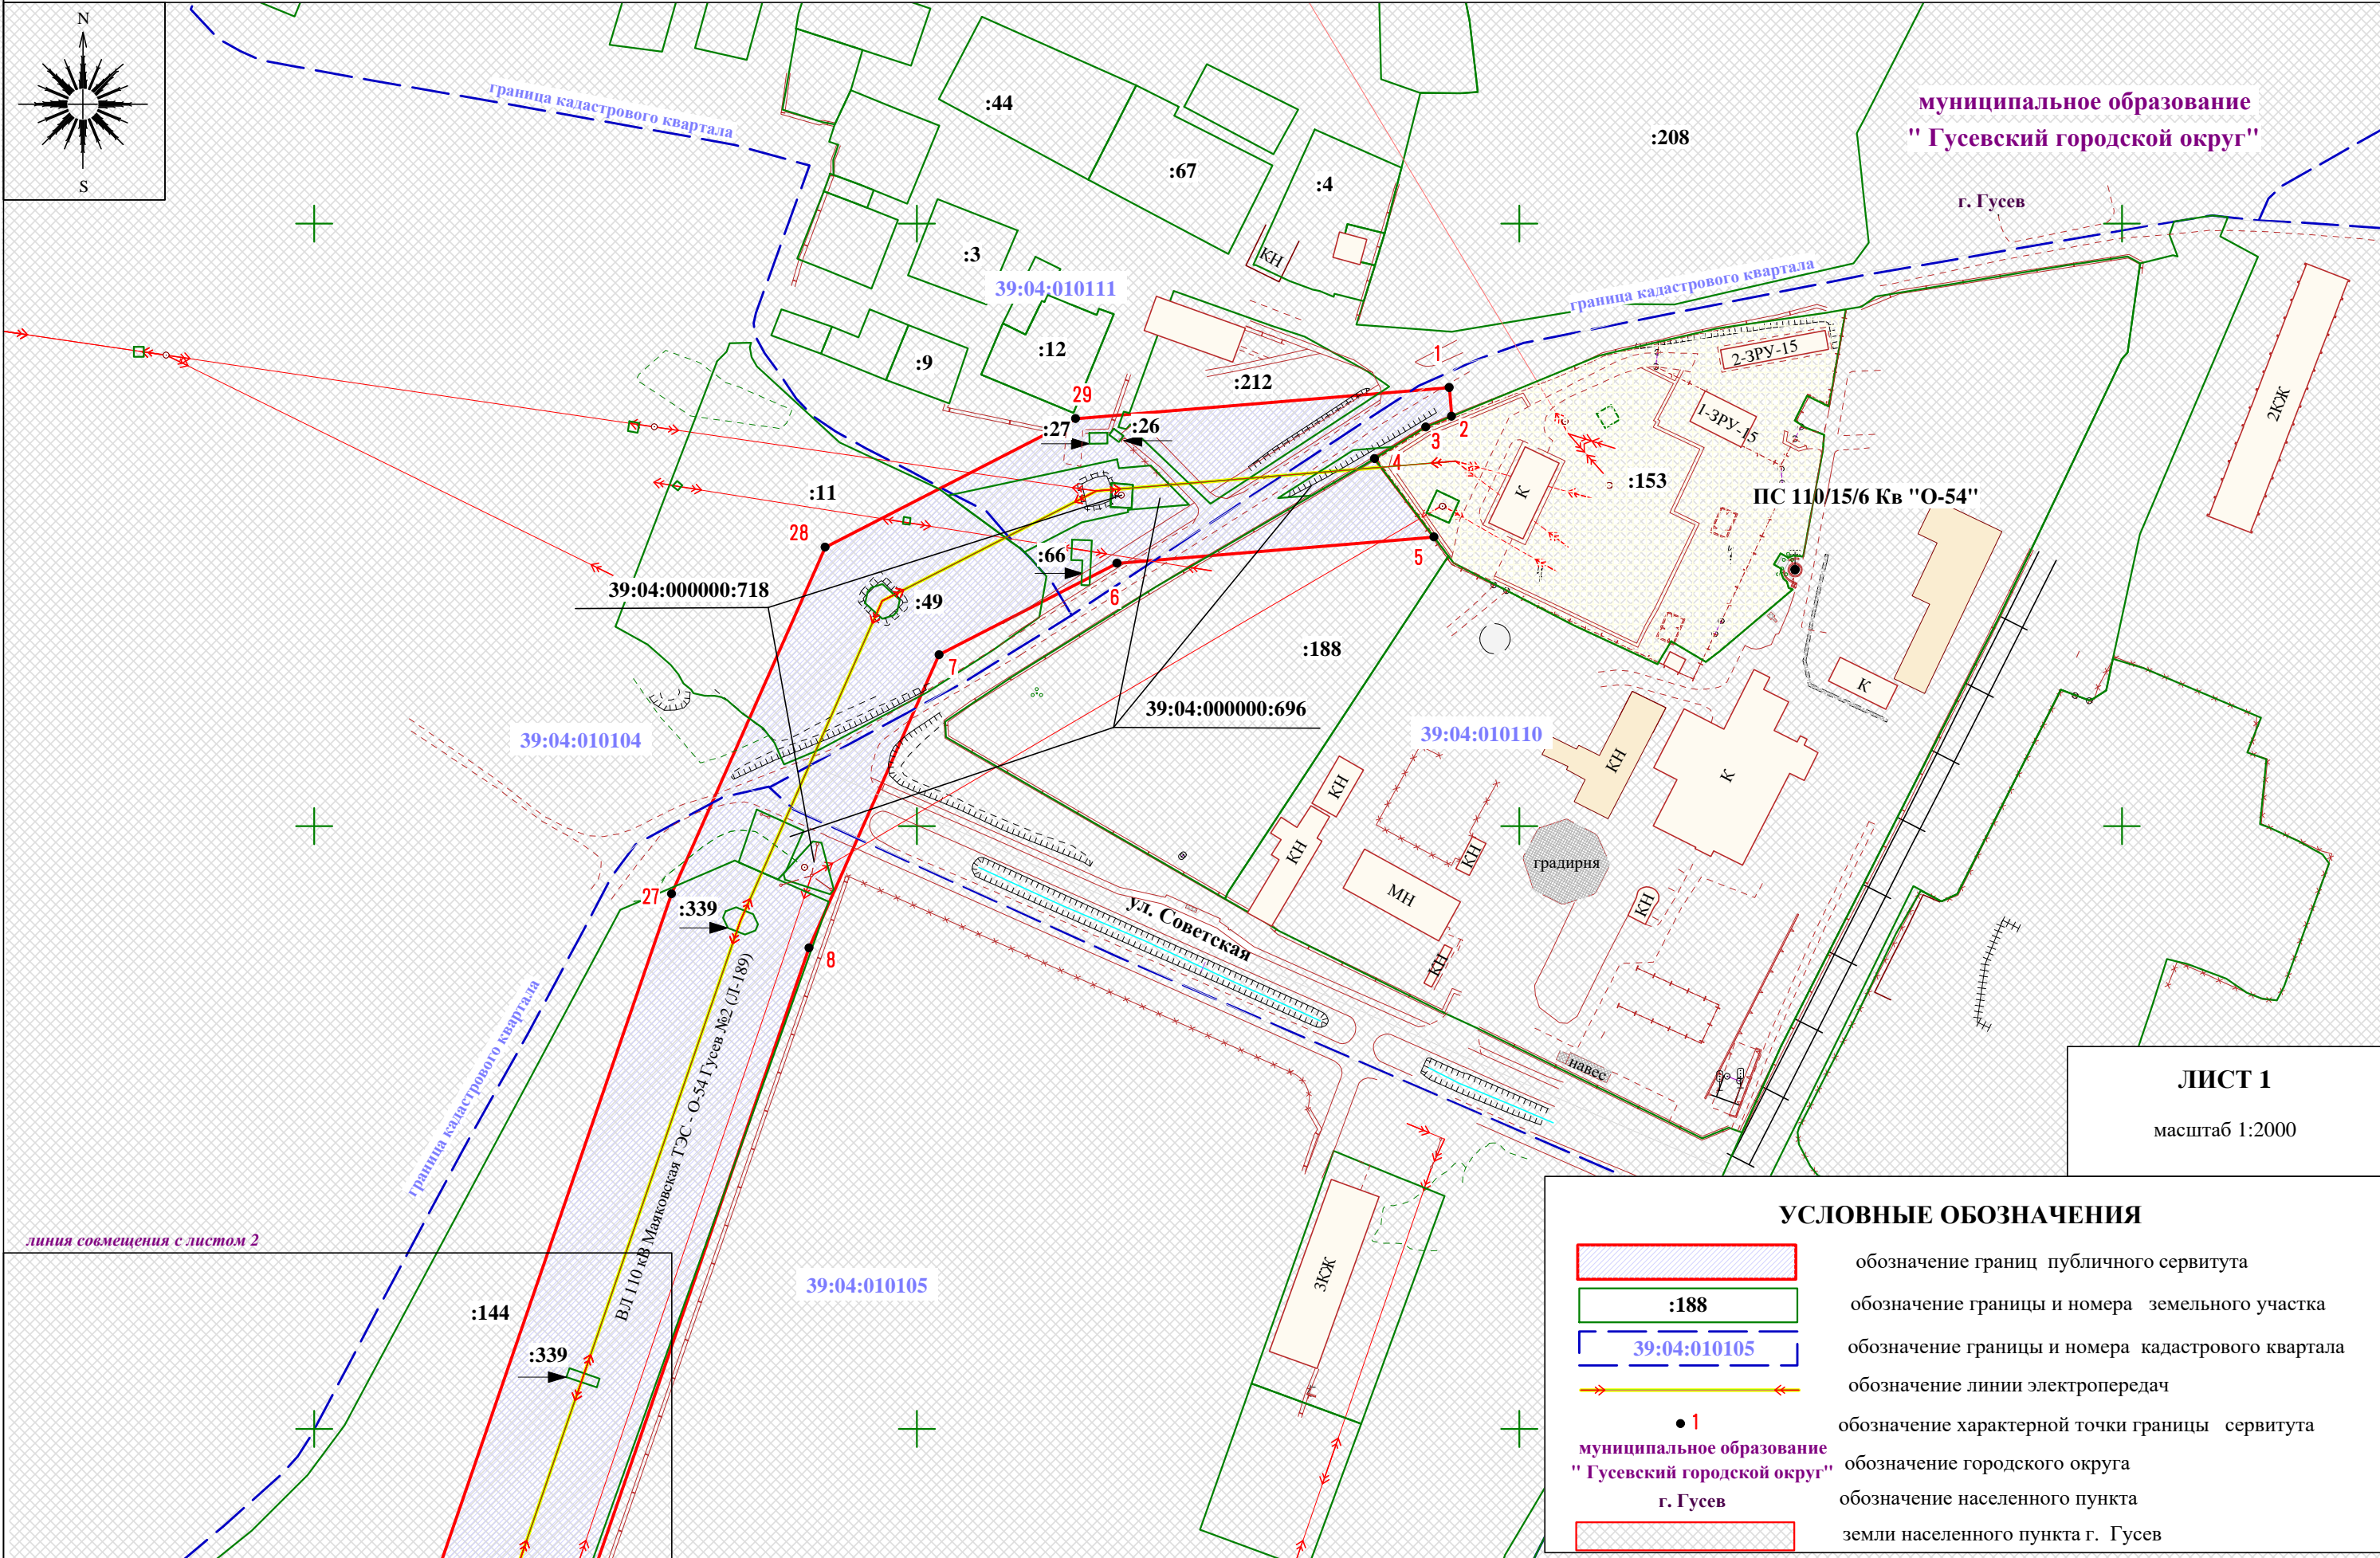 N
S
граница кадастрового квартала
:44
:67
:4
:208
муниципальное образование
" Гусевский городской округ"
г. Гусев
:3
39:04:010111
КН
граница кадастрового квартала
:9
:12
:212
1
2-ЗРУ-15
2КЖ
29
:27
:26
2
3
4
1-ЗРУ-15
К
:153
ПС 110/15/6 Кв "О-54"
:11
28
:66
5
6
39:04:000000:718
:49
7
:188
К
39:04:000000:696
39:04:010104
39:04:010110
КН
К
КН
КН
КН
градирня
МН
КН
27
:339
ул. Советская
8
КН
граница кадастрового квартала
ВЛ 110 кВ Маяковская ТЭС - О-54 Гусев №2 (Л-189)
навес
ЛИСТ 1
масштаб 1:2000
линия совмещения с листом 2
39:04:010105
3КЖ
:144
:339
УСЛОВНЫЕ ОБОЗНАЧЕНИЯ
обозначение границ публичного сервитута
:188
обозначение границы и номера земельного участка
39:04:010105
обозначение границы и номера кадастрового квартала
обозначение линии электропередач
1
обозначение характерной точки границы сервитута
муниципальное образование
" Гусевский городской округ"
обозначение городского округа
г. Гусев
обозначение населенного пункта
земли населенного пункта г. Гусев